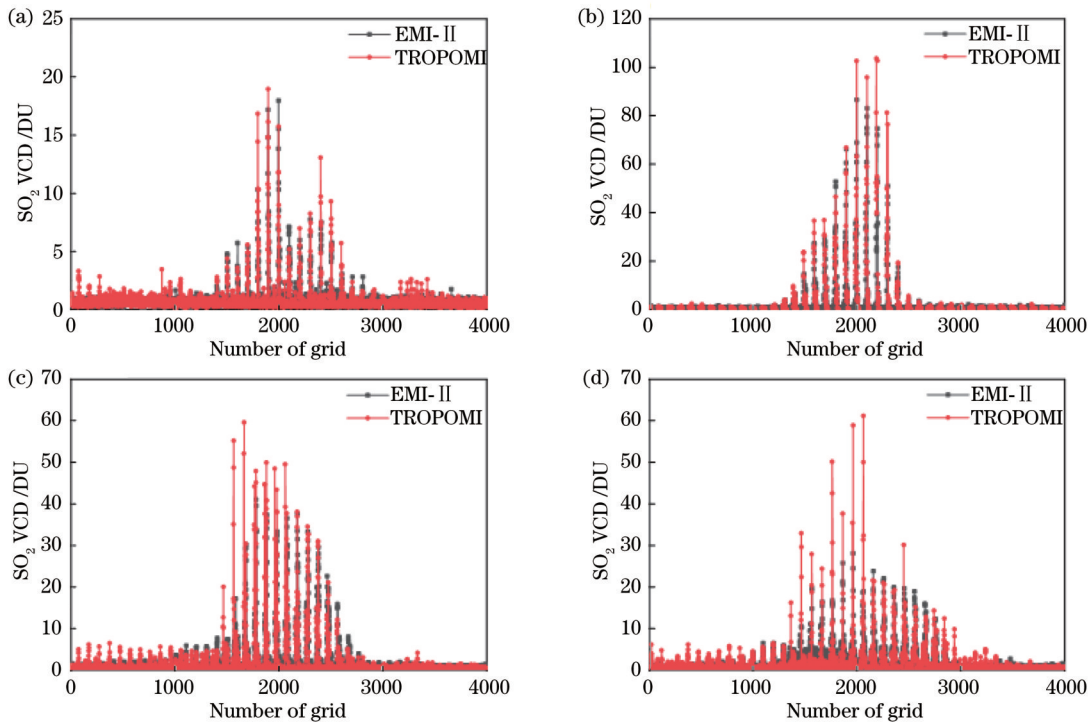 (a)
25
20
15
10
5
0
SO2 VCD /DU
EMI-Ⅱ
TROPOMI
0 1000 2000 3000 4000
Number of grid
(b)
120
100
80
60
40
20
0
SO2 VCD /DU
EMI-Ⅱ
TROPOMI
0 1000 2000 3000 4000
Number of grid
(c)
70
60
50
40
30
20
10
0
SO2 VCD /DU
EMI-Ⅱ
TROPOMI
0 1000 2000 3000 4000
Number of grid
(d)
70
60
50
40
30
20
10
0
SO2 VCD /DU
EMI-Ⅱ
TROPOMI
0 1000 2000 3000 4000
Number of grid